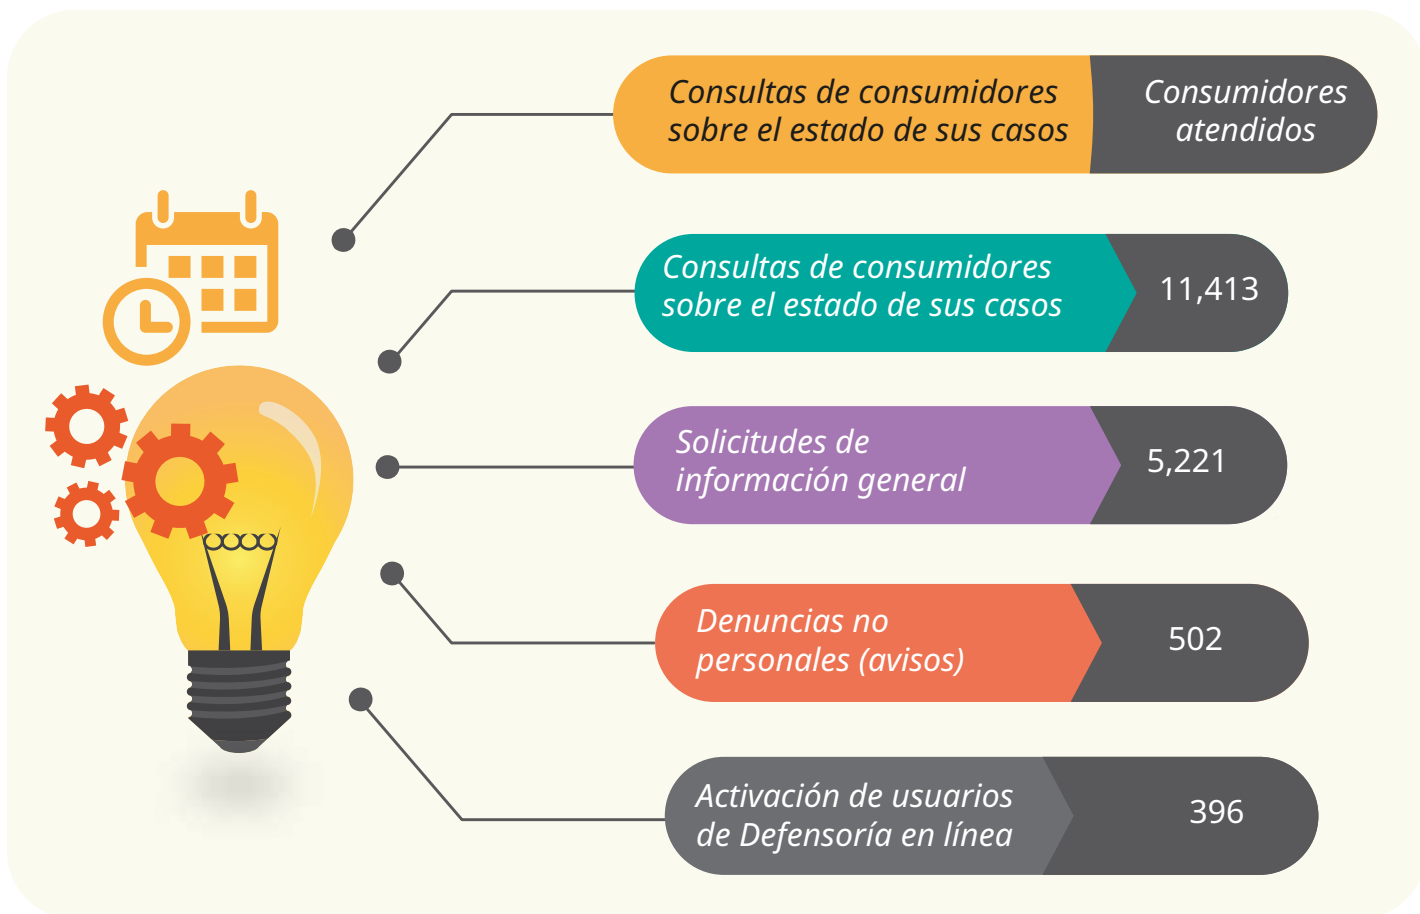 Consultas de consumidores
sobre el estado de sus casos
Consumidores
atendidos
Consultas de consumidores
sobre el estado de sus casos
11,413
Solicitudes de
información general
5,221
Denuncias no
personales (avisos)
502
Activación de usuarios
de Defensoría en línea
396